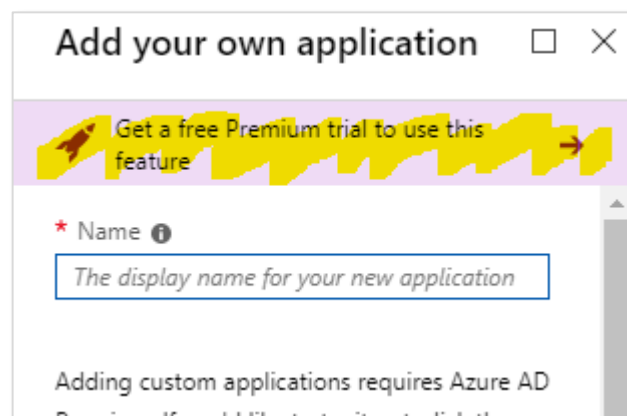 Add your own application
Get a free Premium trial to use this
feature
* Name
The display name for your new application
Adding custom applications requires Azure AD